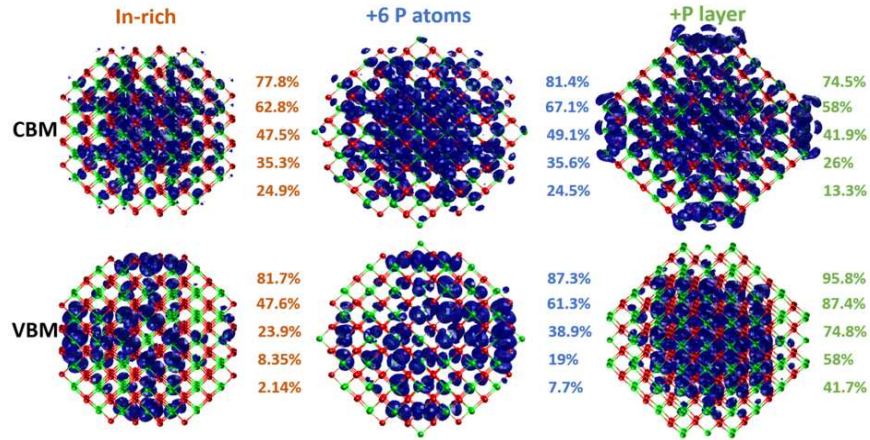 In-rich +6 P atoms +P layer
CBM
77.8% 81.4% 74.5%
62.8% 67.1% 58%
47.5% 49.1% 41.9%
35.3% 35.6% 26%
24.9% 24.5% 13.3%
VBM
81.7% 87.3% 95.8%
47.6% 61.3% 87.4%
23.9% 38.9% 74.8%
8.35% 19% 58%
2.14% 7.7% 41.7%